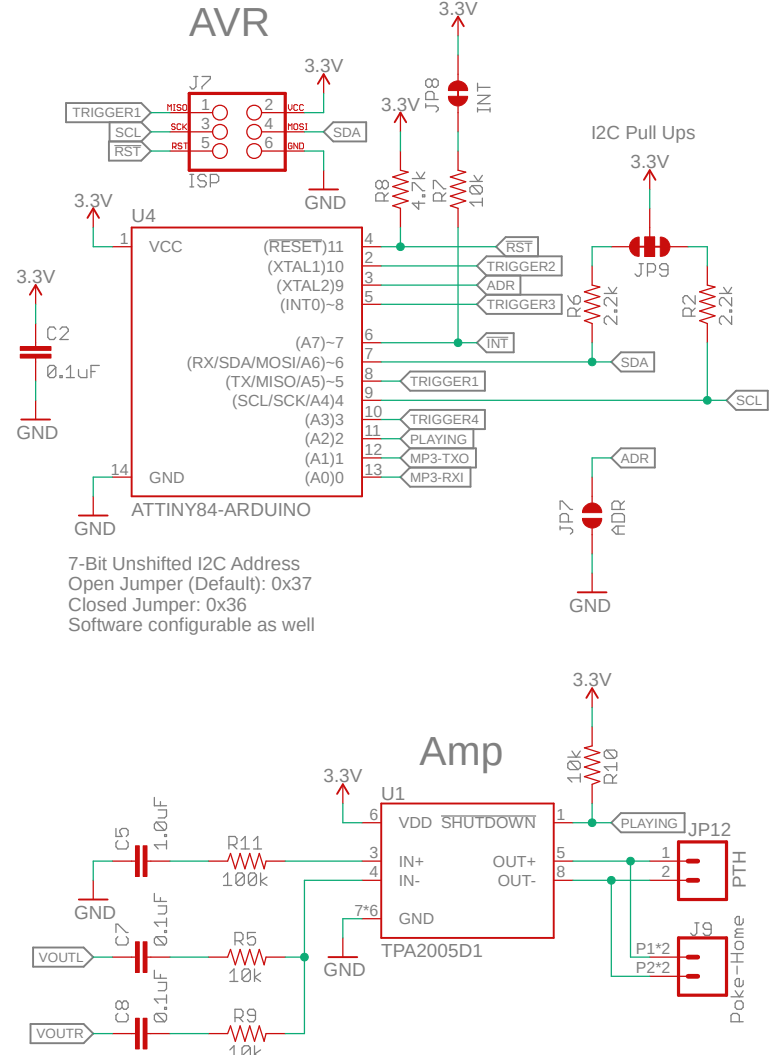 AVR
3.3V
J7
3.3V
JP8
INT
TRIGGER1
MISO
1
2
VCC
SCL
SCK
3
4
MOSI
SDA
RST
RST
5
6
GND
ISP
GND
3.3V
R8
4.7k
R7
10k
I2C Pull Ups
3.3V
JP9
R6
2.2k
R2
2.2k
3.3V
U4
1
VCC
(RESET)11
4
RST
(XTAL1)10
2
TRIGGER2
(XTAL2)9
3
ADR
(INT0)~8
5
TRIGGER3
(A7)~7
6
INT
(RX/SDA/MOSI/A6)~6
7
SDA
(TX/MISO/A5)~5
8
TRIGGER1
(SCL/SCK/A4)4
9
SCL
(A3)3
10
TRIGGER4
(A2)2
11
PLAYING
(A1)1
12
MP3-TXO
(A0)0
13
MP3-RXI
14
GND
GND
ATTINY84-ARDUINO
3.3V
C2
0.1uF
GND
ADR
JP7
ADR
GND
7-Bit Unshifted I2C Address
Open Jumper (Default): 0x37
Closed Jumper: 0x36
Software configurable as well
Amp
3.3V
10k
R10
3.3V
U1
6
VDD
SHUTDOWN
1
PLAYING
3
IN+
OUT+
5
4
IN-
OUT-
8
7*6
GND
GND
TPA2005D1
JP12
1
2
PTH
J9
P1*2
P2*2
Poke-Home
C5
1.0uF
R11
100k
GND
C7
0.1uF
VOUTL
R5
10k
C8
0.1uF
VOUTR
R9
10k